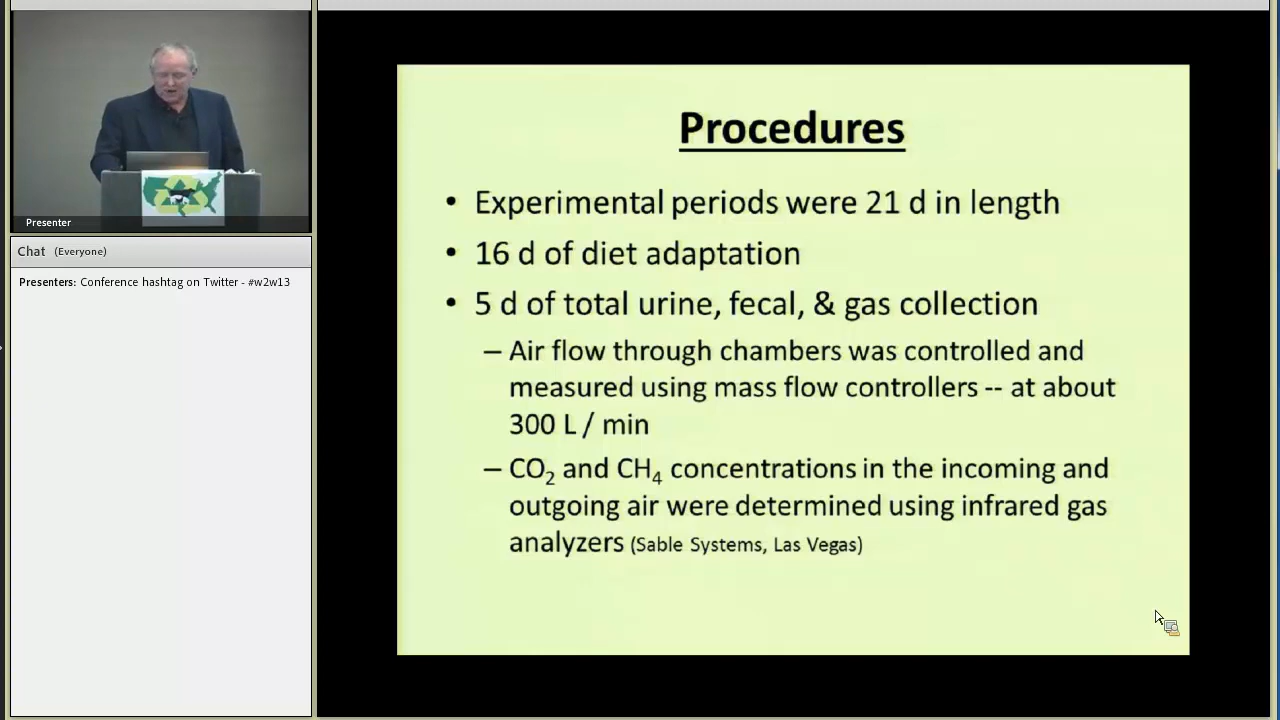 Presenter
Chat (Everyone)
Presenters: Conference hashtag on Twitter - #w2w13
Procedures
• Experimental periods were 21 d in length
• 16 d of diet adaptation
• 5 d of total urine, fecal, & gas collection
– Air flow through chambers was controlled and
measured using mass flow controllers -- at about
300 L / min
– CO₂ and CH₄ concentrations in the incoming and
outgoing air were determined using infrared gas
analyzers (Sable Systems, Las Vegas)